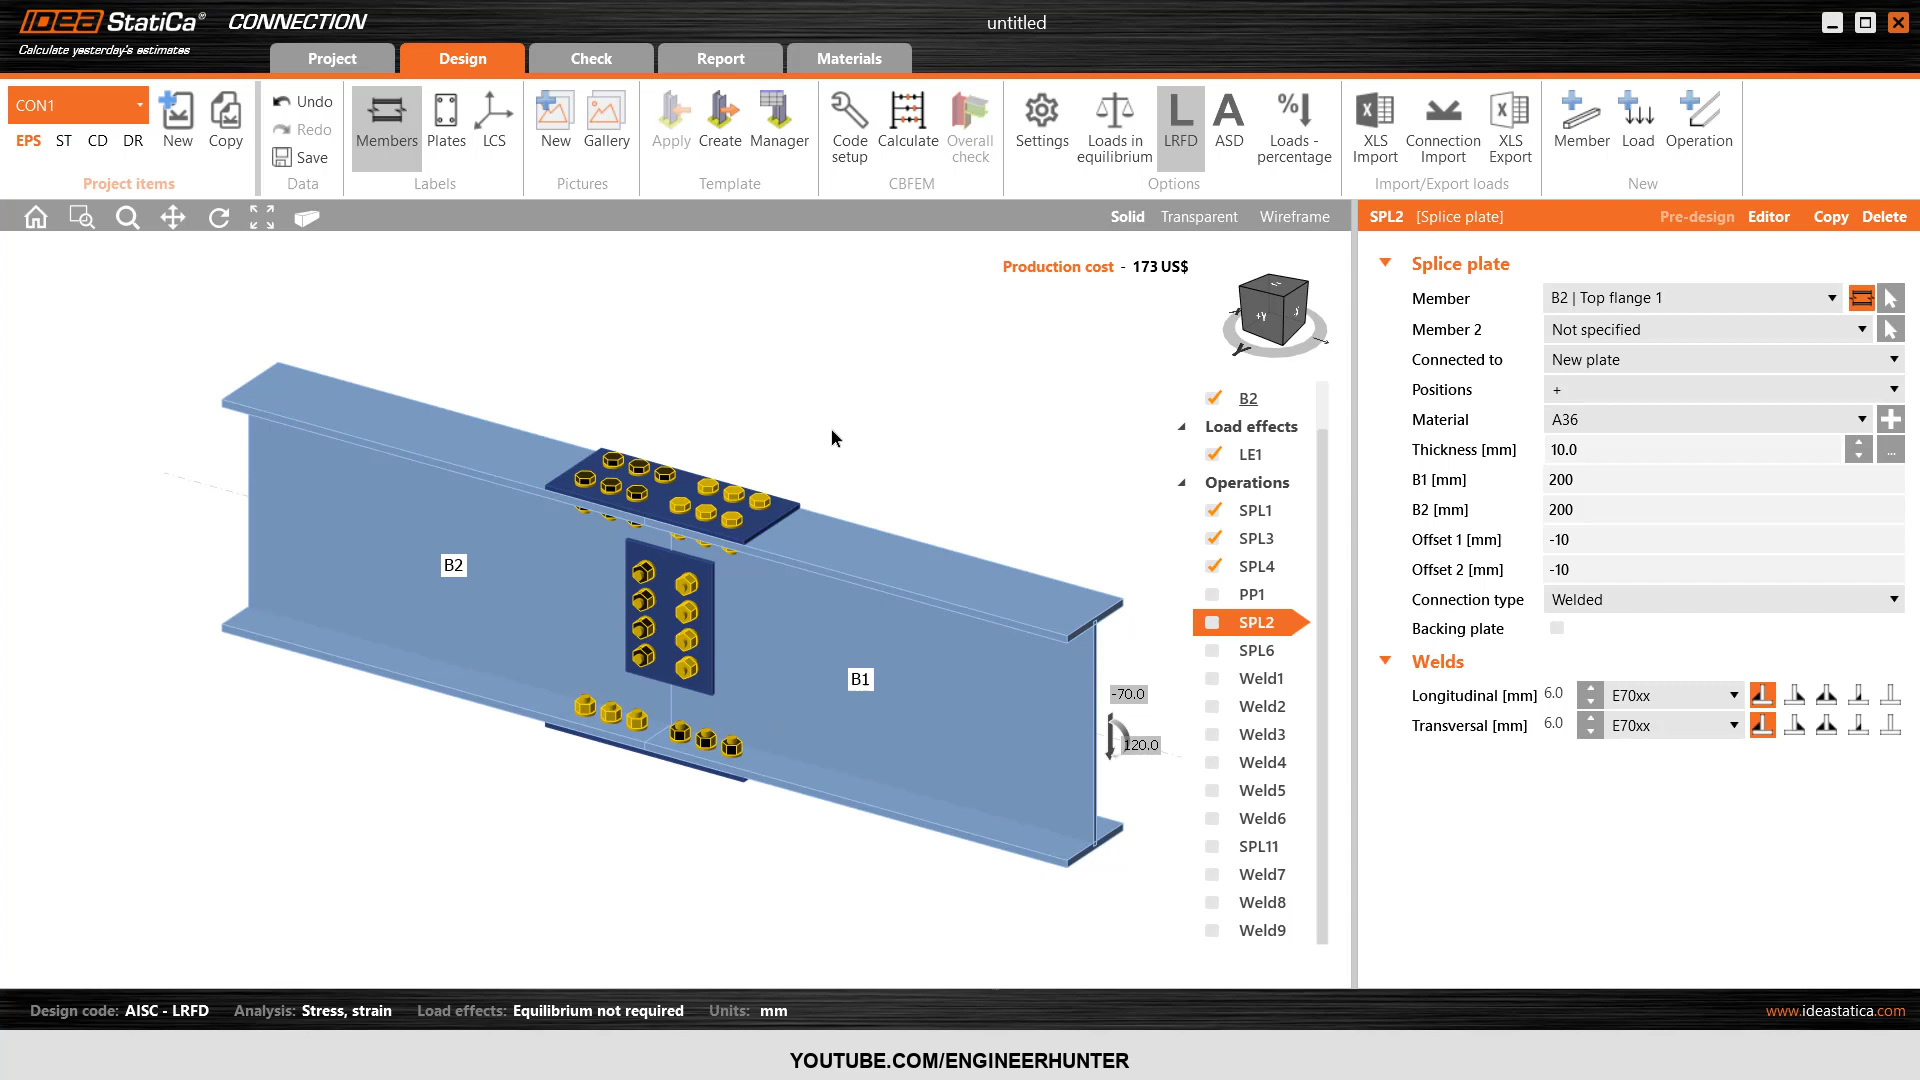 IDEA StatiCa® CONNECTION
Calculate yesterday's estimates
untitled
Project Design Check Report Materials
CON1
EPS ST CD DR
New
Copy
Project items
Undo
Redo
Save
Data
Members
Plates
LCS
Labels
New
Gallery
Pictures
Apply
Create
Manager
Template
Code setup
Calculate
Overall check
CBFEM
Settings
Loads in equilibrium
LRFD
ASD
Loads - percentage
Options
XLS Import
Connection Import
XLS Export
Import/Export loads
Member
Load
Operation
New
Solid Transparent Wireframe
SPL2 [Splice plate] Pre-design Editor Copy Delete
Production cost - 173 US$
+Y
B2
B1
-70.0
120.0
B2
Load effects
LE1
Operations
SPL1
SPL3
SPL4
PP1
SPL2
SPL6
Weld1
Weld2
Weld3
Weld4
Weld5
Weld6
SPL11
Weld7
Weld8
Weld9
Splice plate
Member B2 | Top flange 1
Member 2 Not specified
Connected to New plate
Positions +
Material A36
Thickness [mm] 10.0 ...
B1 [mm] 200
B2 [mm] 200
Offset 1 [mm] -10
Offset 2 [mm] -10
Connection type Welded
Backing plate
Welds
Longitudinal [mm] 6.0 E70xx
Transversal [mm] 6.0 E70xx
Design code: AISC - LRFD Analysis: Stress, strain Load effects: Equilibrium not required Units: mm
www.ideastatica.com
YOUTUBE.COM/ENGINEERHUNTER